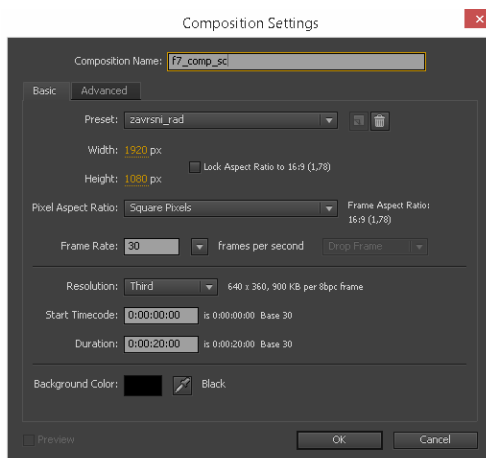 Composition Settings
Composition Name: f7_comp_sc
Basic Advanced
Preset: zavrsni_rad
Width: 1920 px
Lock Aspect Ratio to 16:9 (1,78)
Height: 1080 px
Pixel Aspect Ratio: Square Pixels Frame Aspect Ratio:
16:9 (1,78)
Frame Rate: 30 frames per second Drop Frame
Resolution: Third 640 x 360, 900 KB per 8bpc frame
Start Timecode: 0:00:00:00 is 0:00:00:00 Base 30
Duration: 0:00:20:00 is 0:00:20:00 Base 30
Background Color: Black
Preview OK Cancel